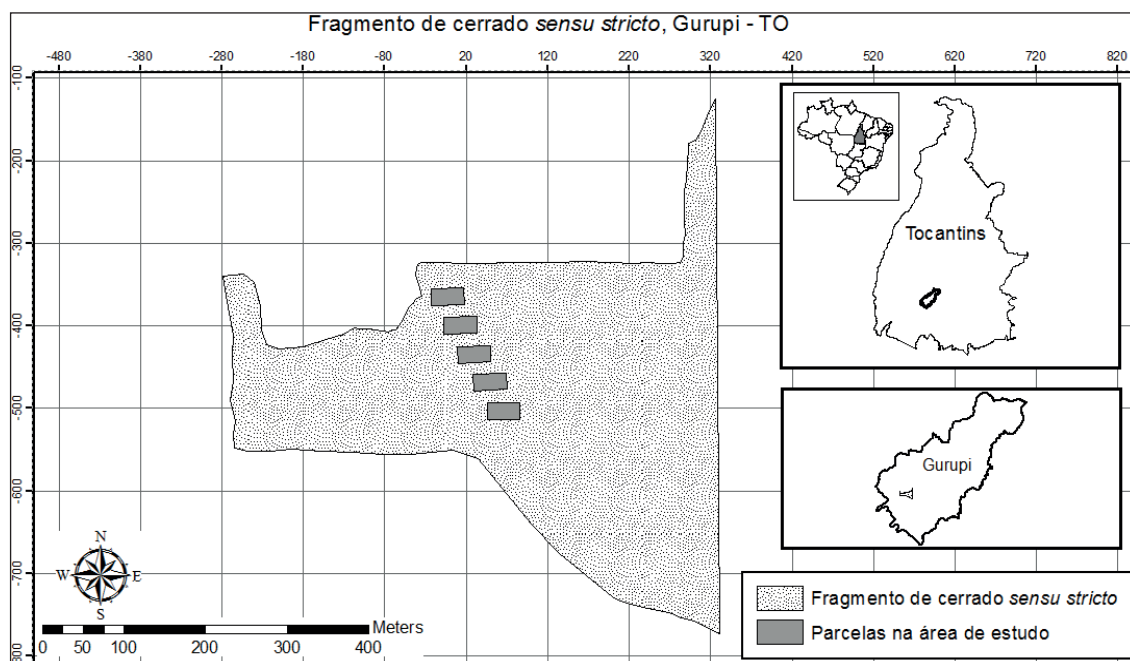 Fragmento de cerrado sensu stricto, Gurupi - TO
-480 -380 -280 -180 -80 20 120 220 320 420 520 620 720 820
-100
-200
-300
-400
-500
-600
-700
-800
Tocantins
Gurupi
N
W E
S
Meters
0 50 100 200 300 400
Fragmento de cerrado sensu stricto
Parcelas na área de estudo